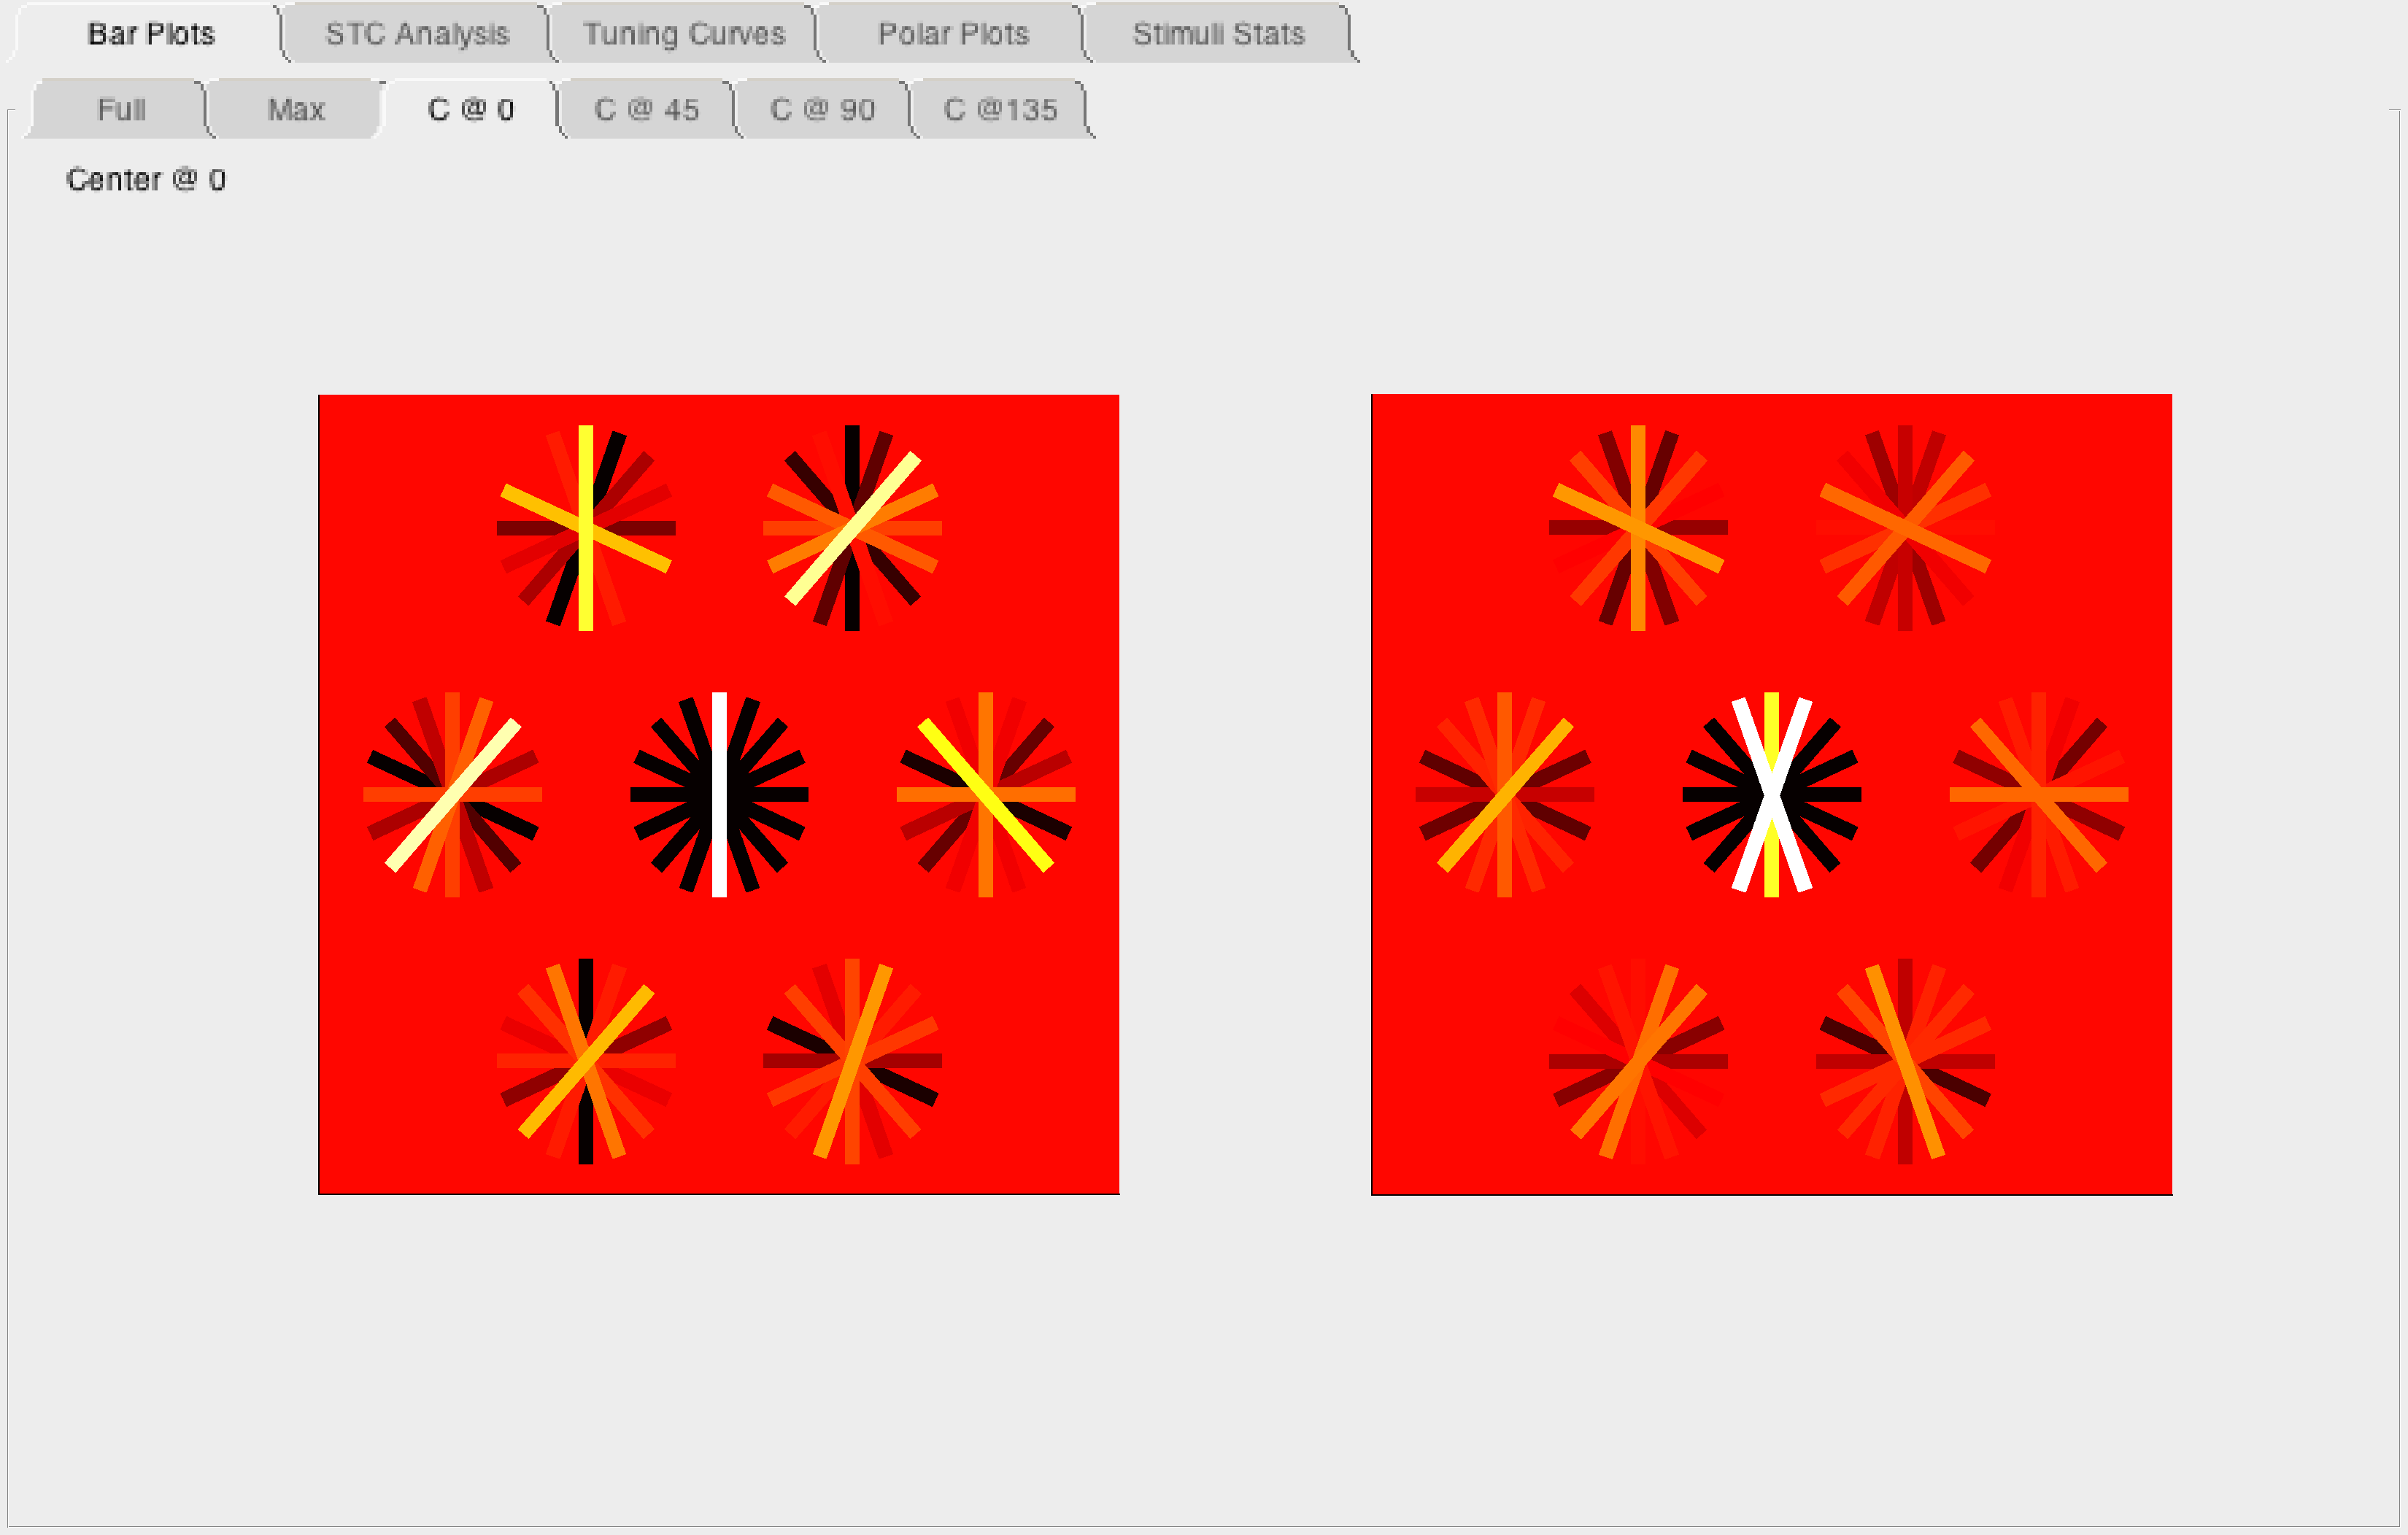 Bar Plots STC Analysis Tuning Curves Polar Plots Stimuli Stats
Full Max C @ 0 C @ 45 C @ 90 C @135
Center @ 0